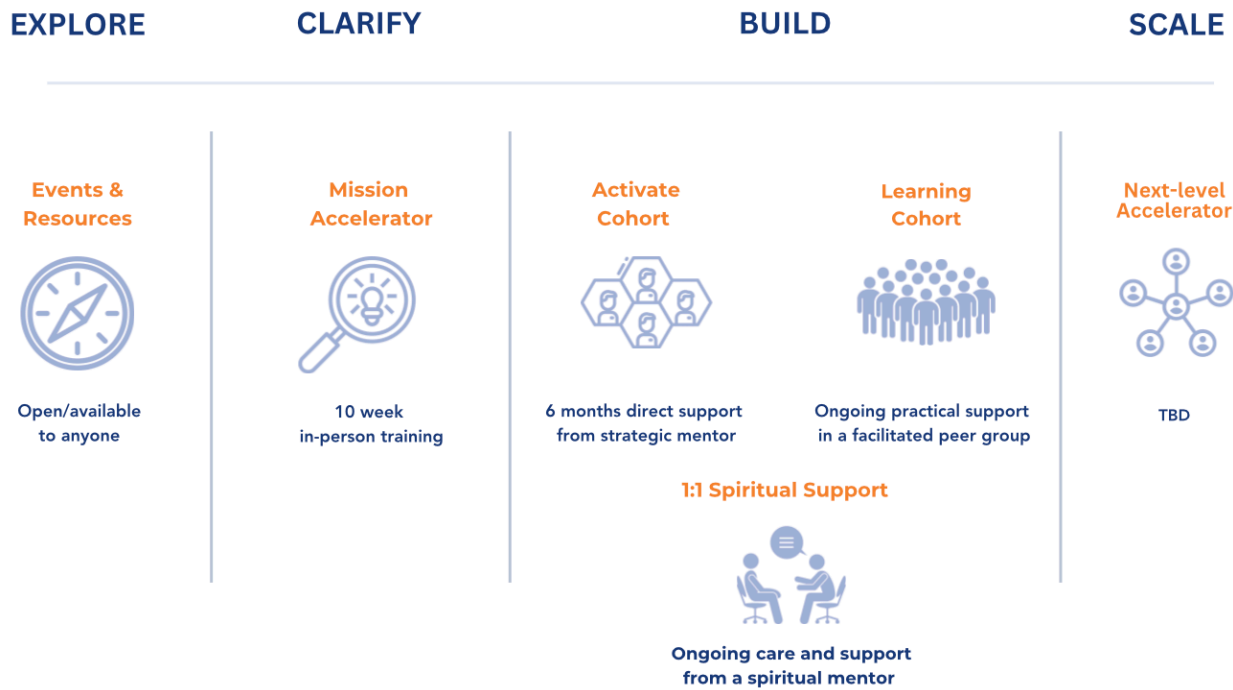 EXPLORE
CLARIFY
BUILD
SCALE
Events &
Resources
Open/available
to anyone
Mission
Accelerator
10 week
in-person training
Activate
Cohort
6 months direct support
from strategic mentor
Learning
Cohort
Ongoing practical support
in a facilitated peer group
1:1 Spiritual Support
Ongoing care and support
from a spiritual mentor
Next-level
Accelerator
TBD